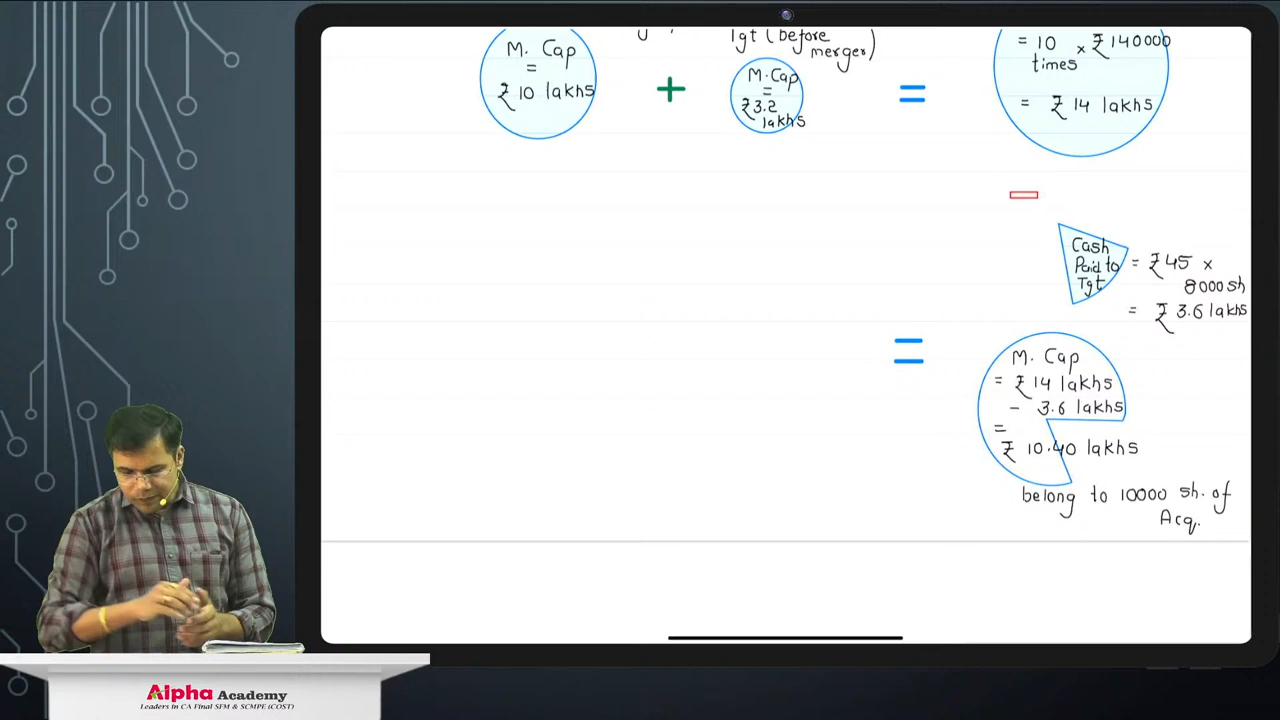 Tgt (before
merger)
M. Cap
=
₹ 10 lakhs
+
M. Cap
=
₹3.2
lakhs
=
= 10 × ₹140000
times
= ₹ 14 lakhs
Cash
Paid to
Tgt
= ₹45 ×
8000 sh
= ₹ 3.6 lakhs
=
M. Cap
= ₹ 14 lakhs
- 3.6 lakhs
=
₹ 10.40 lakhs
belong to 10000 sh. of
Acq.
Alpha Academy
Leaders in CA Final SFM & SCMPE (COST)